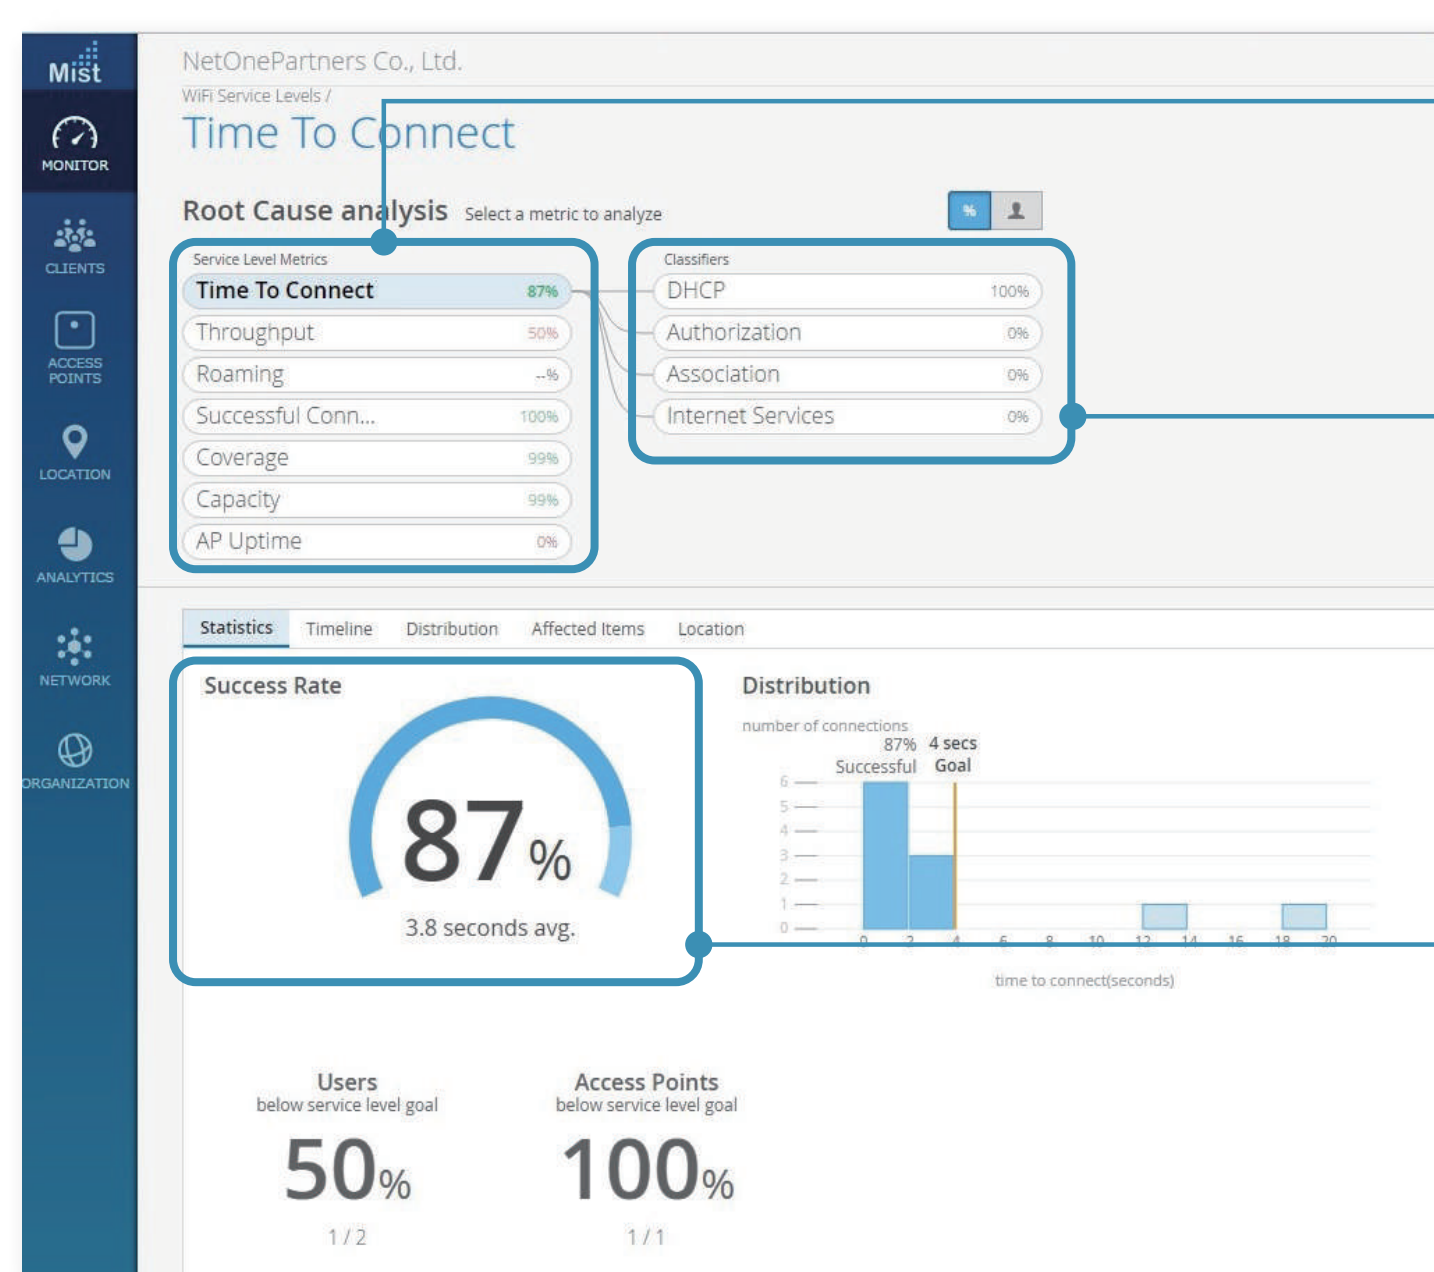 Mist
MONITOR
CLIENTS
ACCESS
POINTS
LOCATION
ANALYTICS
NETWORK
ORGANIZATION
NetOnePartners Co., Ltd.
WiFi Service Levels /
Time To Connect
Root Cause analysis Select a metric to analyze
%
Service Level Metrics
Time To Connect 87%
Throughput 50%
Roaming --%
Successful Conn... 100%
Coverage 99%
Capacity 99%
AP Uptime 0%
Classifiers
DHCP 100%
Authorization 0%
Association 0%
Internet Services 0%
Statistics Timeline Distribution Affected Items Location
Success Rate
87%
3.8 seconds avg.
Distribution
number of connections
87% 4 secs
Successful Goal
6
5
4
3
2
1
0
0 2 4 6 8 10 12 14 16 18 20
time to connect(seconds)
Users
below service level goal
50%
1 / 2
Access Points
below service level goal
100%
1 / 1